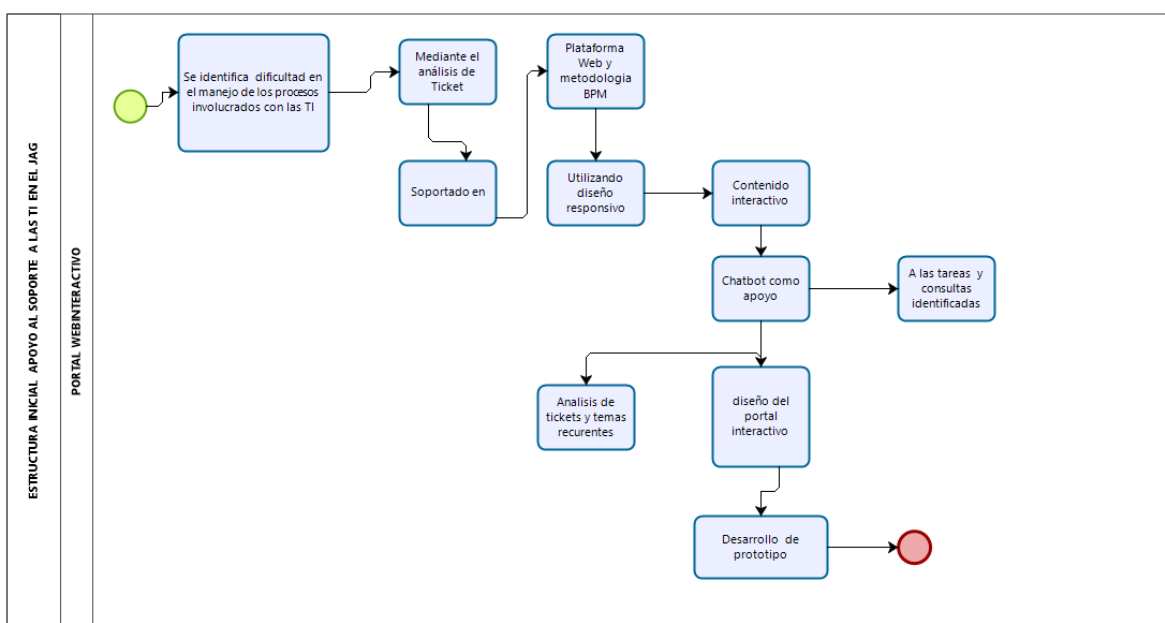 ESTRUCTURA INICIAL APOYO AL SOPORTE A LAS TI EN EL JAG
PORTAL WEBINTERACTIVO
Se identifica dificultad en
el manejo de los procesos
involucrados con las TI
Mediante el
análisis de
Ticket
Soportado en
Plataforma
Web y
metodologia
BPM
Utilizando
diseño
responsivo
Contenido
interactivo
Chatbot como
apoyo
A las tareas y
consultas
identificadas
Analisis de
tickets y temas
recurentes
diseño del
portal
interactivo
Desarrollo de
prototipo